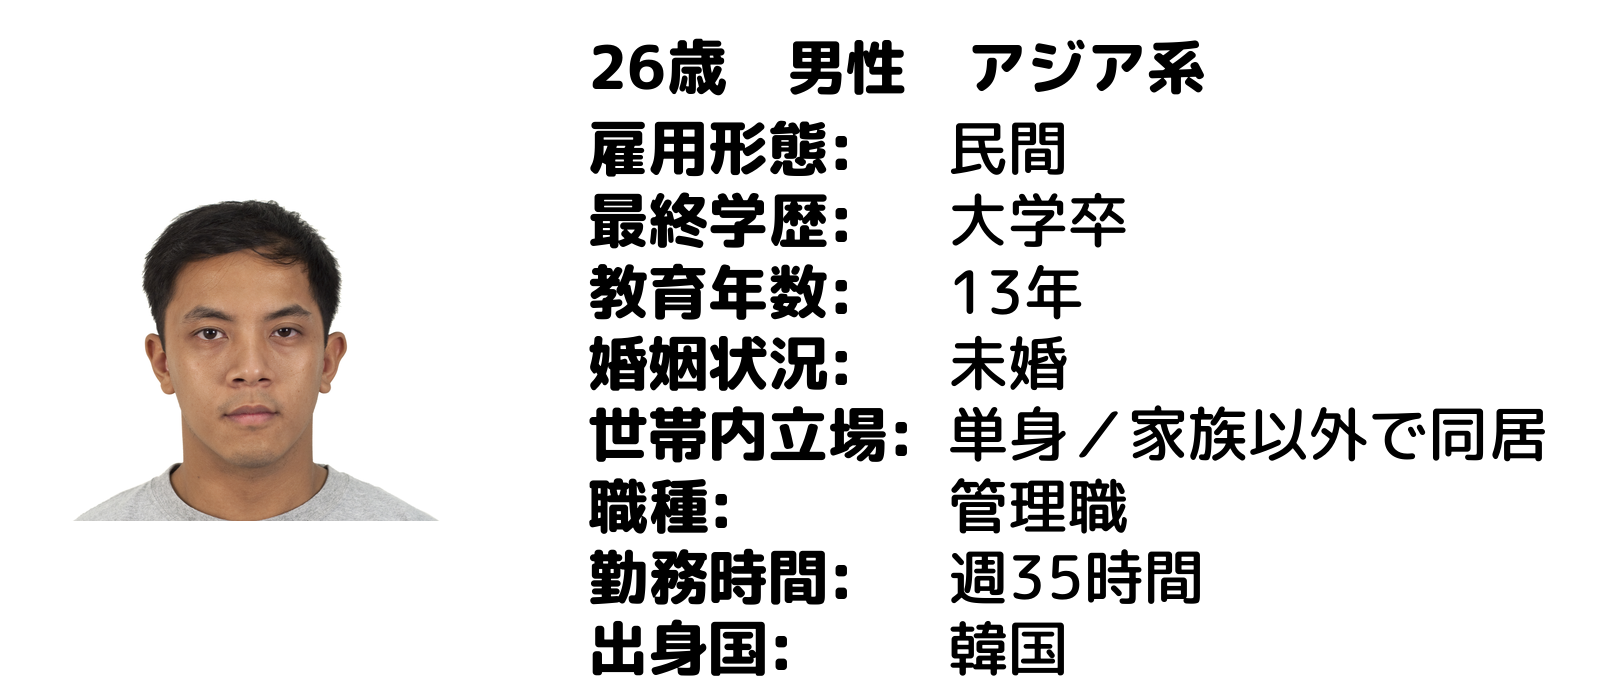 26歳　男性　アジア系
雇用形態:　民間
最終学歴:　大学卒
教育年数:　13年
婚姻状況:　未婚
世帯内立場:　単身／家族以外で同居
職種:　管理職
勤務時間:　週35時間
出身国:　韓国